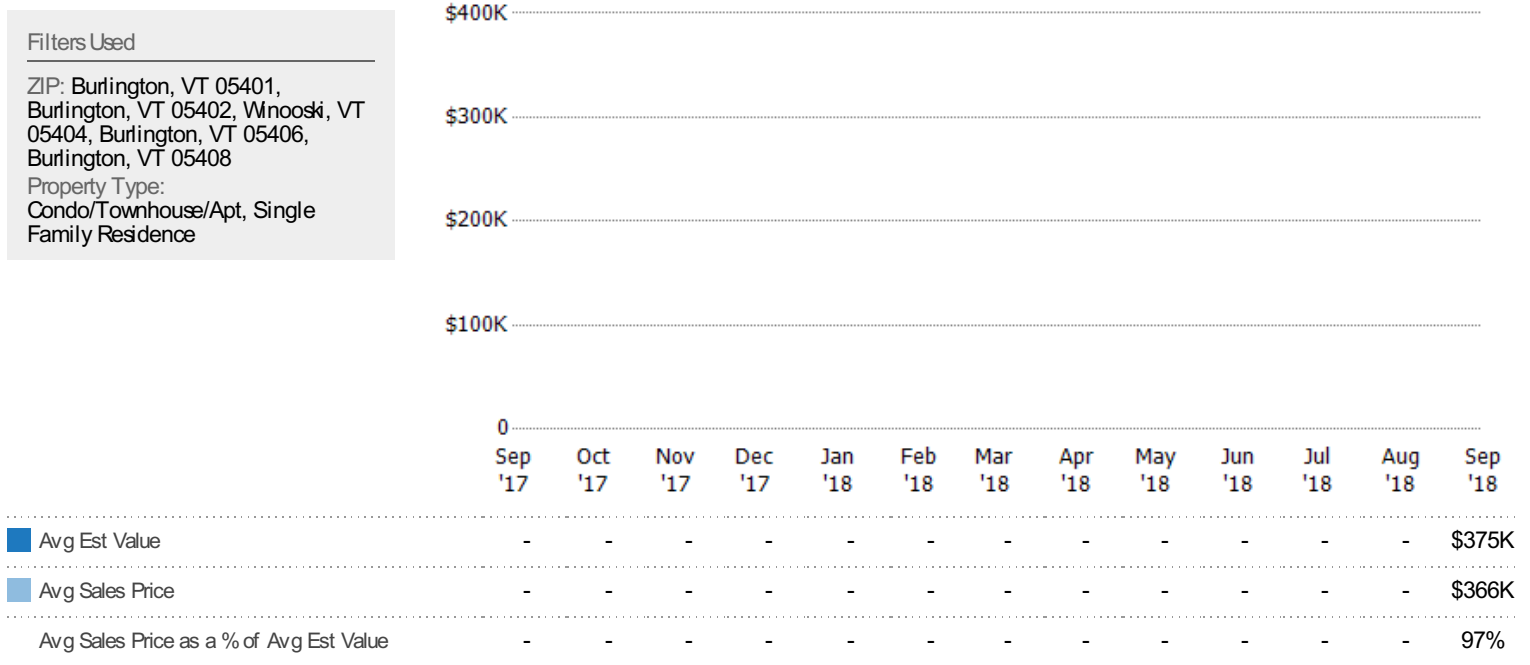 Filters Used
ZIP: Burlington, VT 05401,
Burlington, VT 05402, Winooski, VT
05404, Burlington, VT 05406,
Burlington, VT 05408
Property Type:
Condo/Townhouse/Apt, Single
Family Residence
$400K
$300K
$200K
$100K
0
Sep Oct Nov Dec Jan Feb Mar Apr May Jun Jul Aug Sep
'17 '17 '17 '17 '18 '18 '18 '18 '18 '18 '18 '18 '18
Avg Est Value - - - - - - - - - - - - $375K
Avg Sales Price - - - - - - - - - - - - $366K
Avg Sales Price as a % of Avg Est Value - - - - - - - - - - - - 97%